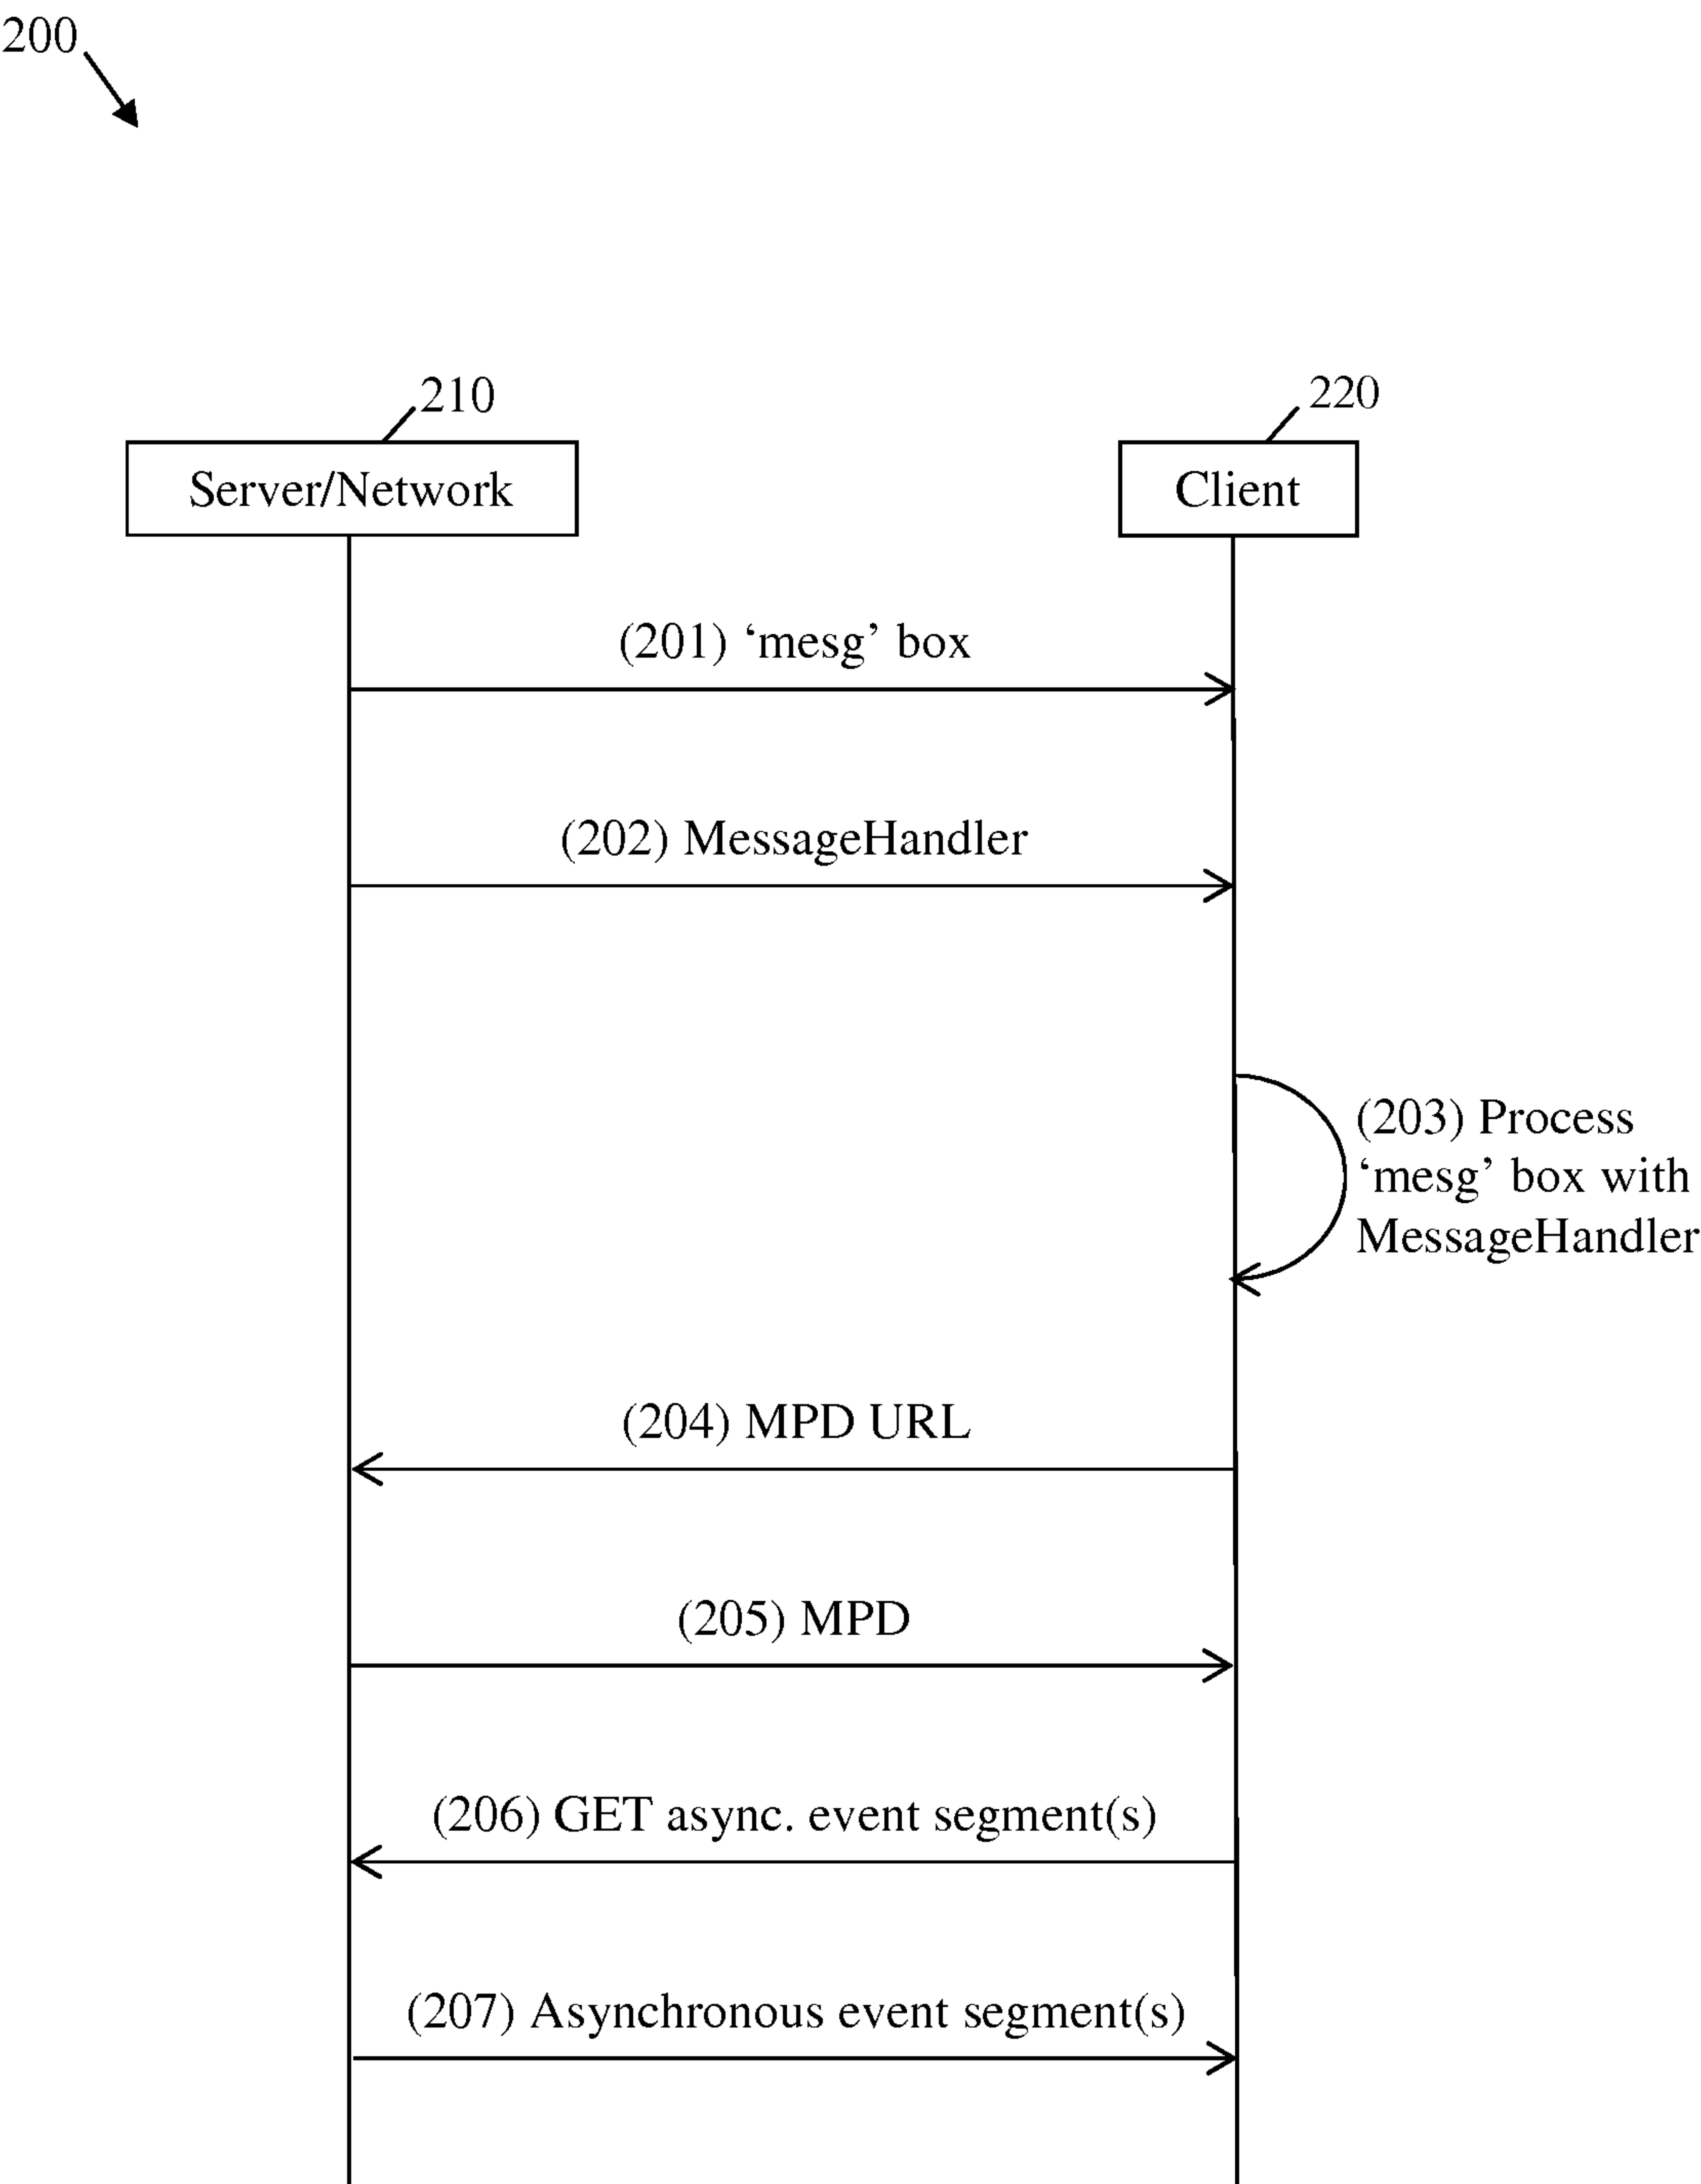 200
210
220
Server/Network
Client
(201) ‘mesg’ box
(202) MessageHandler
(203) Process
‘mesg’ box with
MessageHandler
(204) MPD URL
(205) MPD
(206) GET async. event segment(s)
(207) Asynchronous event segment(s)